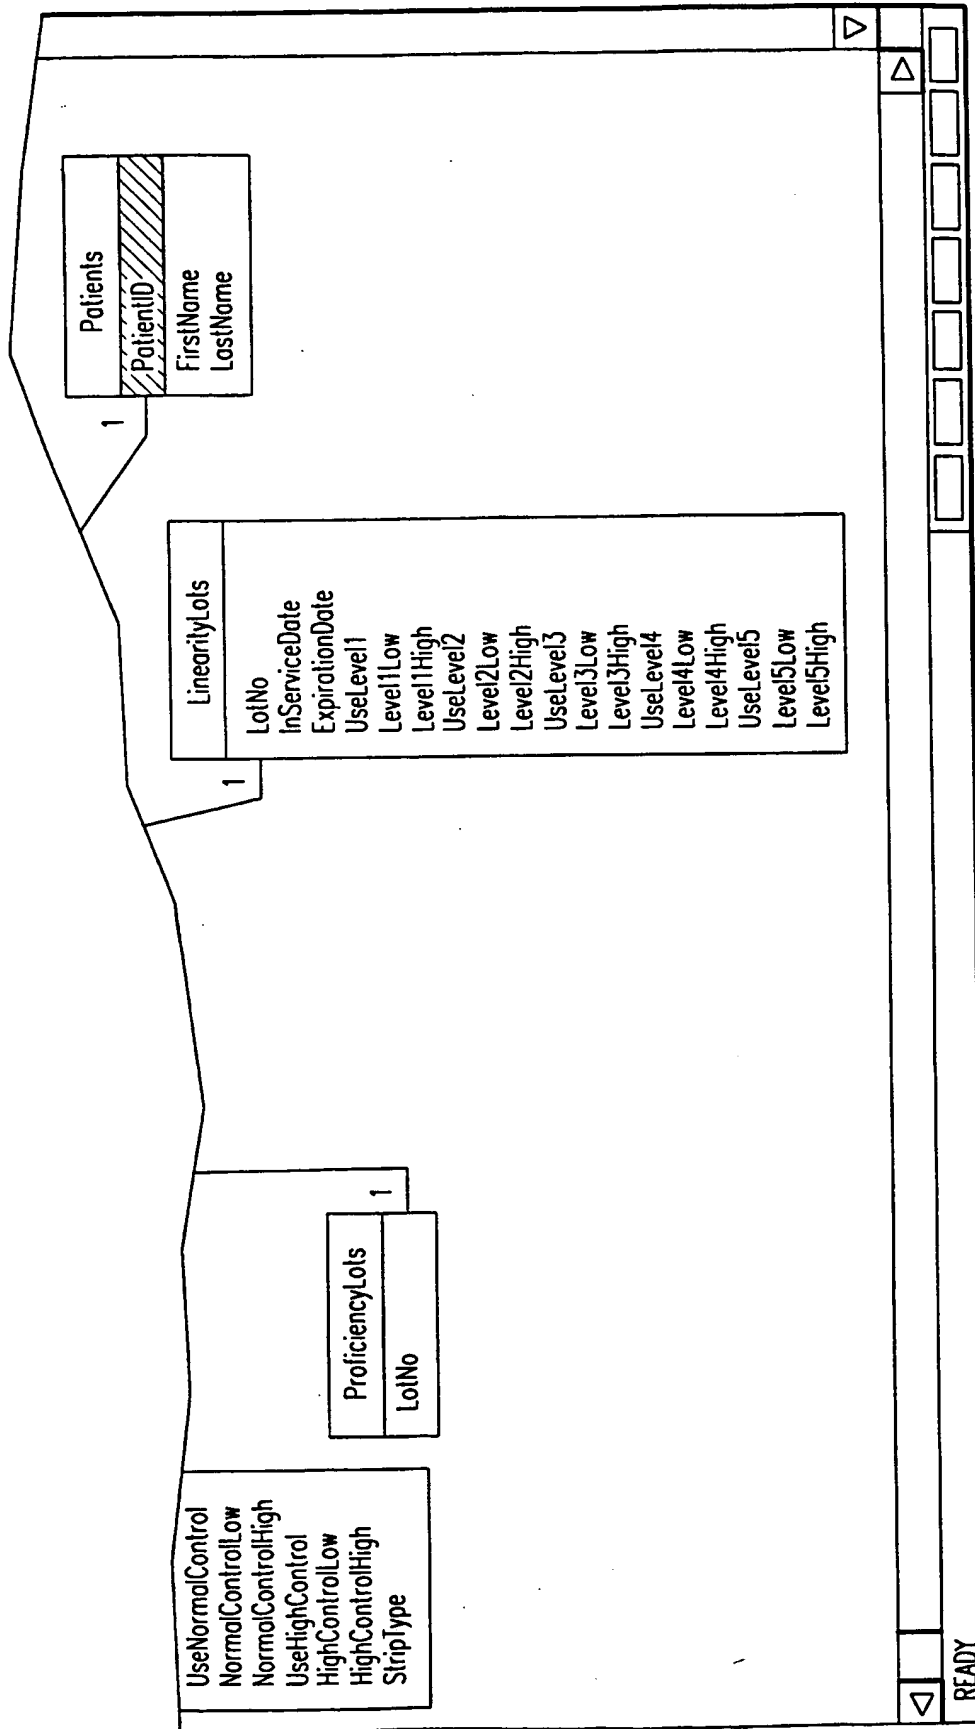 UseNormalControl
NormalControlLow
NormalControlHigh
UseHighControl
HighControlLow
HighControlHigh
StripType
ProficiencyLots
LotNo
1
1
LinearityLots
LotNo
InServiceDate
ExpirationDate
UseLevel1
Level1Low
Level1High
UseLevel2
Level2Low
Level2High
UseLevel3
Level3Low
Level3High
UseLevel4
Level4Low
Level4High
UseLevel5
Level5Low
Level5High
1
Patients
PatientID
FirstName
LastName
READY